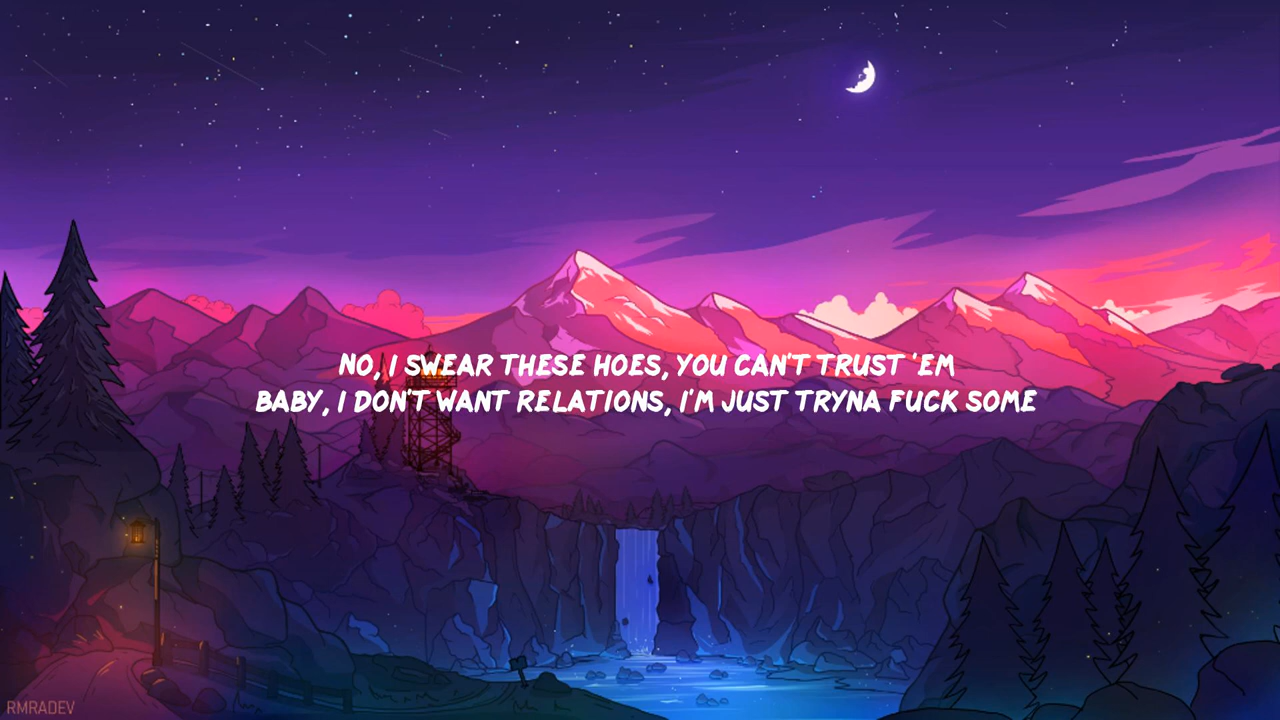 NO, I SWEAR THESE HOES, YOU CAN'T TRUST 'EM
BABY, I DON'T WANT RELATIONS, I'M JUST TRYNA FUCK SOME
RMRADEV